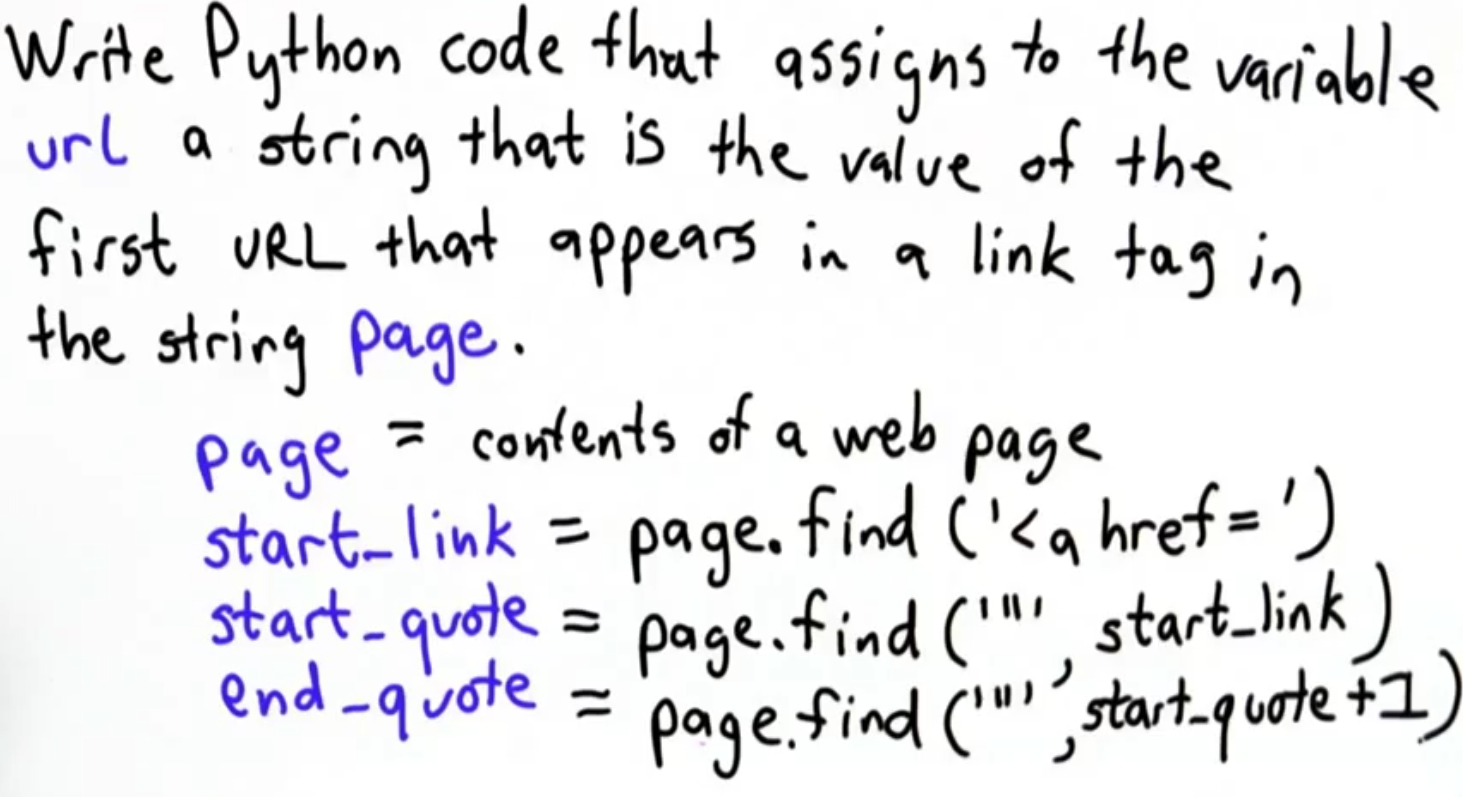 Write Python code that assigns to the variable
url a string that is the value of the
first URL that appears in a link tag in
the string page.
page = contents of a web page
start_link = page.find ('<a href=')
start_quote = page.find ('"', start_link)
end_quote = page.find ('"', start_quote+1)